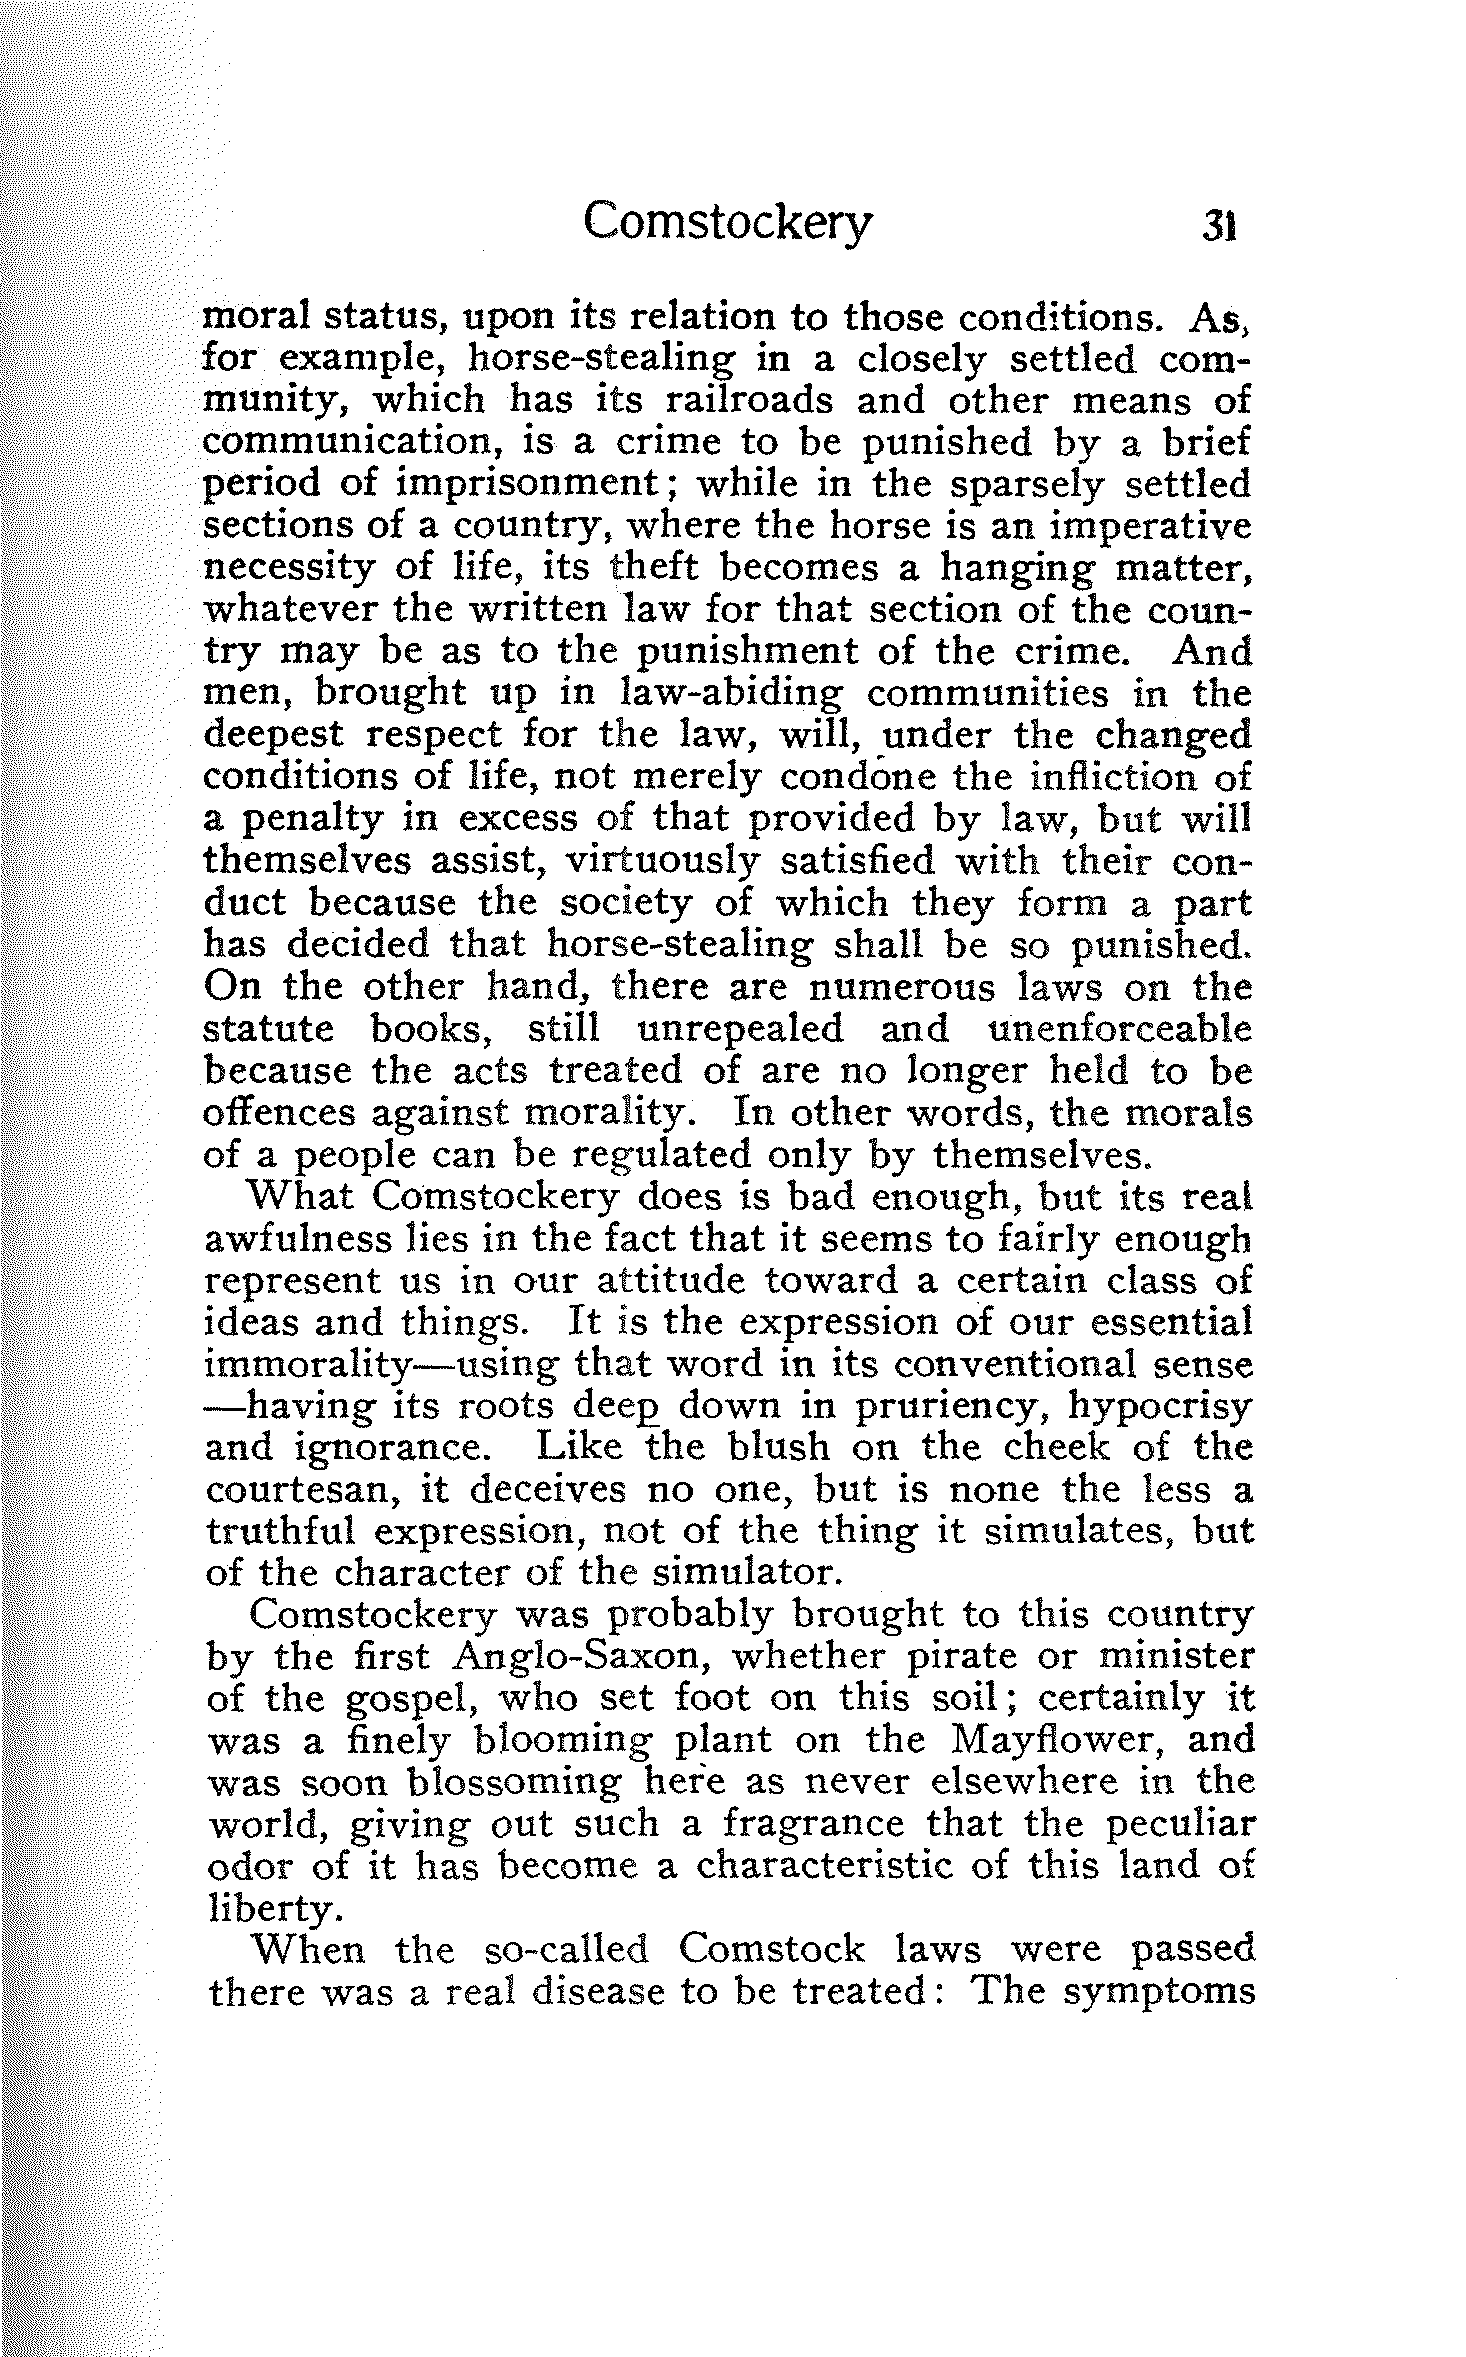 Comstockery 31
moral status, upon its relation to those conditions. As,
for example, horse-stealing in a closely settled com-
munity, which has its railroads and other means of
communication, is a crime to be punished by a brief
period of imprisonment; while in the sparsely settled
sections of a country, where the horse is an imperative
necessity of life, its theft becomes a hanging matter,
whatever the written law for that section of the coun-
try may be as to the punishment of the crime. And
men, brought up in law-abiding communities in the
deepest respect for the law, will, under the changed
conditions of life, not merely condone the infliction of
a penalty in excess of that provided by law, but will
themselves assist, virtuously satisfied with their con-
duct because the society of which they form a part
has decided that horse-stealing shall be so punished.
On the other hand, there are numerous laws on the
statute books, still unrepealed and unenforceable
because the acts treated of are no longer held to be
offences against morality. In other words, the morals
of a people can be regulated only by themselves.
What Comstockery does is bad enough, but its real
awfulness lies in the fact that it seems to fairly enough
represent us in our attitude toward a certain class of
ideas and things. It is the expression of our essential
immorality—using that word in its conventional sense
—having its roots deep down in pruriency, hypocrisy
and ignorance. Like the blush on the cheek of the
courtesan, it deceives no one, but is none the less a
truthful expression, not of the thing it simulates, but
of the character of the simulator.
Comstockery was probably brought to this country
by the first Anglo-Saxon, whether pirate or minister
of the gospel, who set foot on this soil; certainly it
was a finely blooming plant on the Mayflower, and
was soon blossoming here as never elsewhere in the
world, giving out such a fragrance that the peculiar
odor of it has become a characteristic of this land of
liberty.
When the so-called Comstock laws were passed
there was a real disease to be treated: The symptoms